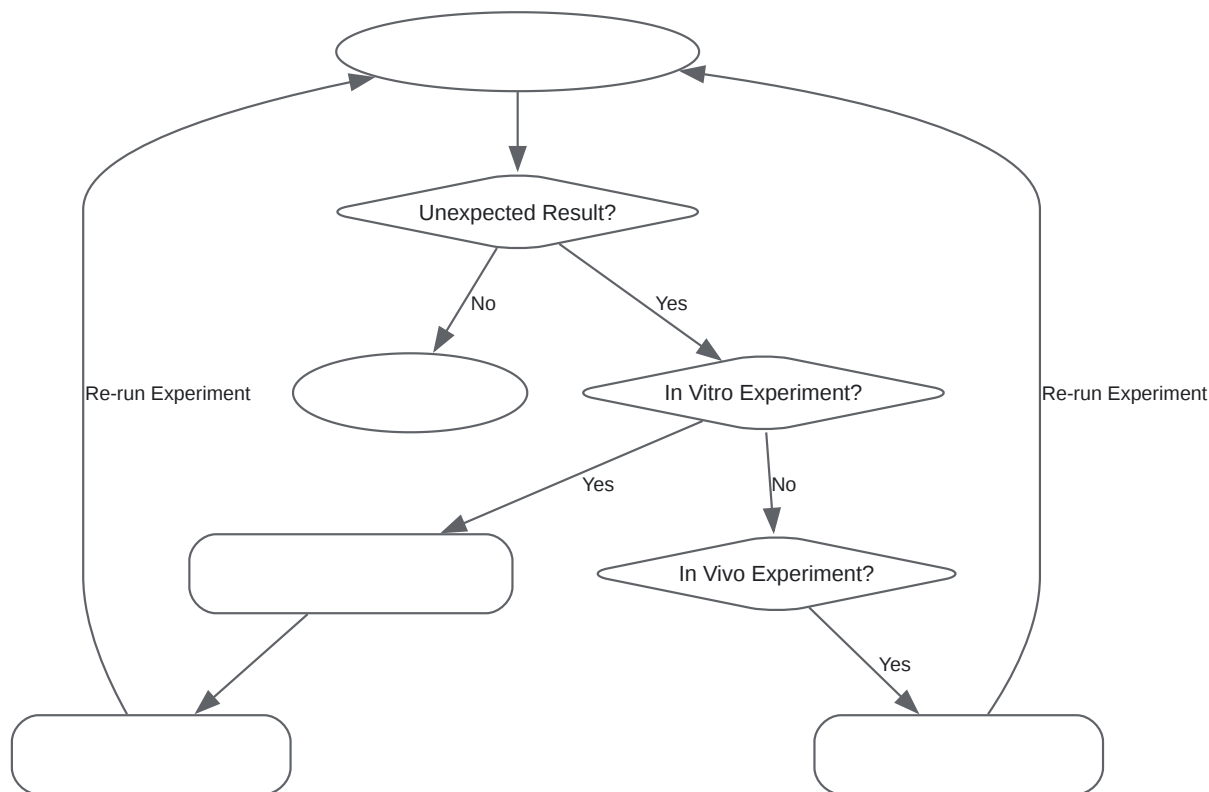 Unexpected Result?
No
Yes
Re-run Experiment
In Vitro Experiment?
Re-run Experiment
Yes
No
In Vivo Experiment?
Yes